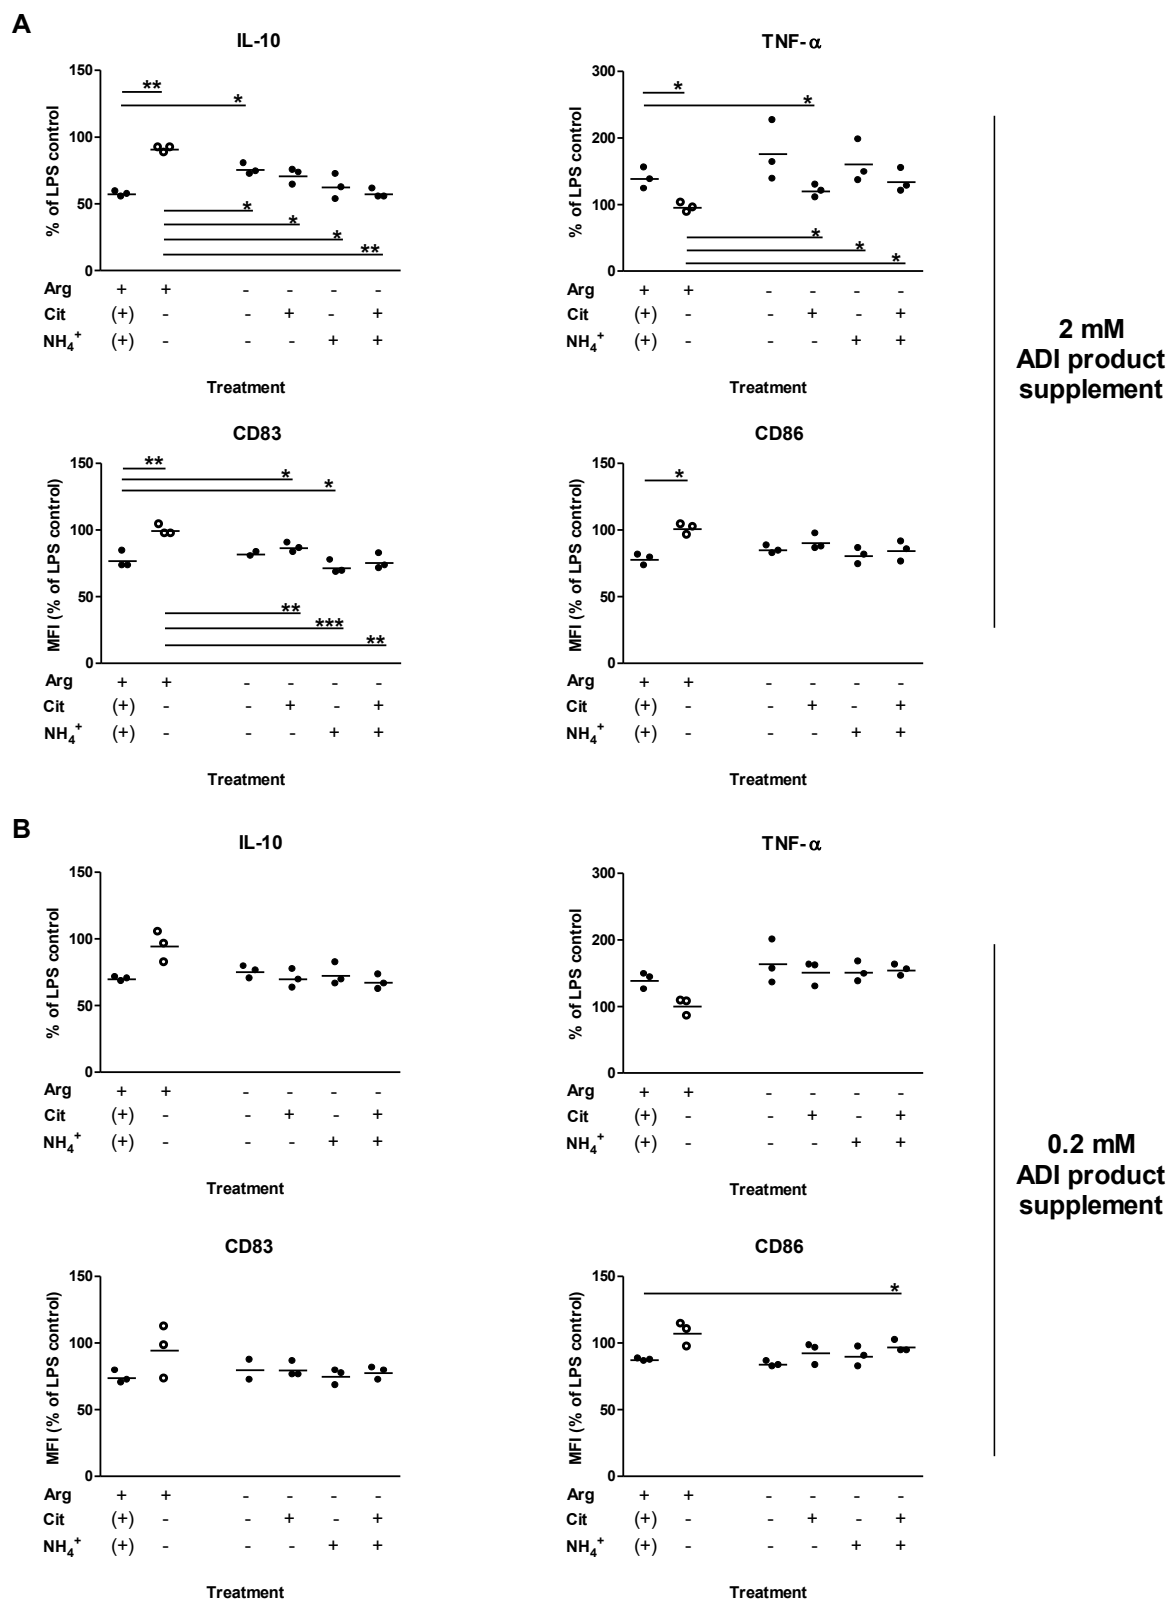 A
IL-10
% of LPS control
150
100
50
0
**
*
*
*
*
**
Arg + + - - - -
Cit (+) - - + - +
NH₄⁺ (+) - - - + +
Treatment
TNF- α
% of LPS control
300
200
100
0
*
*
*
*
*
Arg + + - - - -
Cit (+) - - + - +
NH₄⁺ (+) - - - + +
Treatment
CD83
MFI (% of LPS control)
150
100
50
0
**
*
*
**
***
**
Arg + + - - - -
Cit (+) - - + - +
NH₄⁺ (+) - - - + +
Treatment
CD86
MFI (% of LPS control)
150
100
50
0
*
Arg + + - - - -
Cit (+) - - + - +
NH₄⁺ (+) - - - + +
Treatment
2 mM
ADI product
supplement
B
IL-10
% of LPS control
150
100
50
0
Arg + + - - - -
Cit (+) - - + - +
NH₄⁺ (+) - - - + +
Treatment
TNF- α
% of LPS control
300
200
100
0
Arg + + - - - -
Cit (+) - - + - +
NH₄⁺ (+) - - - + +
Treatment
CD83
MFI (% of LPS control)
150
100
50
0
Arg + + - - - -
Cit (+) - - + - +
NH₄⁺ (+) - - - + +
Treatment
CD86
MFI (% of LPS control)
150
100
50
0
*
Arg + + - - - -
Cit (+) - - + - +
NH₄⁺ (+) - - - + +
Treatment
0.2 mM
ADI product
supplement